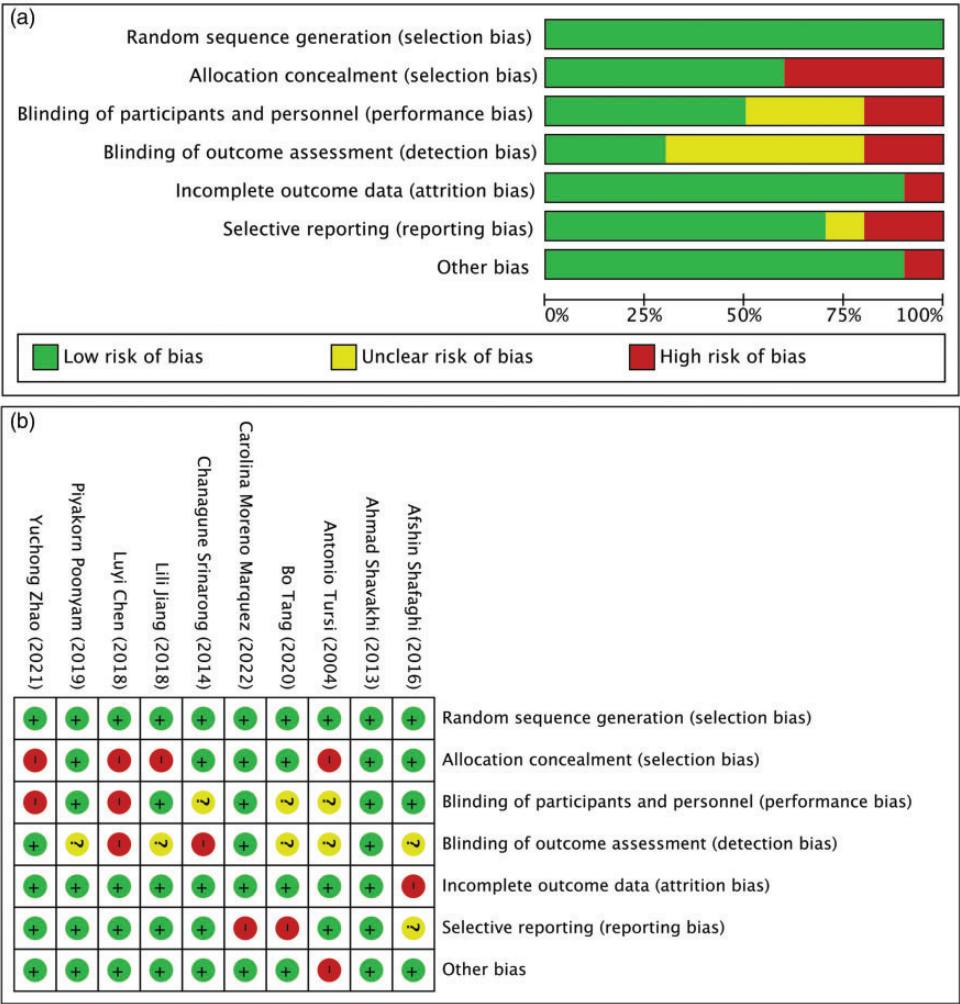 (a)
Random sequence generation (selection bias)
Allocation concealment (selection bias)
Blinding of participants and personnel (performance bias)
Blinding of outcome assessment (detection bias)
Incomplete outcome data (attrition bias)
Selective reporting (reporting bias)
Other bias
0% 25% 50% 75% 100%
Low risk of bias Unclear risk of bias High risk of bias
(b)
Yuchong Zhao (2021)
Piyakorn Poonyam (2019)
Luyi Chen (2018)
Lili Jiang (2018)
Chanagune Srinarong (2014)
Carolina Moreno Marquez (2022)
Bo Tang (2020)
Antonio Tursi (2004)
Ahmad Shavakhi (2013)
Afshin Shafaghi (2016)
+ + + + + + + + + + Random sequence generation (selection bias)
- + - - + + + - + + Allocation concealment (selection bias)
- + - + ? + ? ? + + Blinding of participants and personnel (performance bias)
+ ? - ? - + ? ? + ? Blinding of outcome assessment (detection bias)
+ + + + + + + + + - Incomplete outcome data (attrition bias)
+ + + + + - - + + ? Selective reporting (reporting bias)
+ + + + + + + - + + Other bias